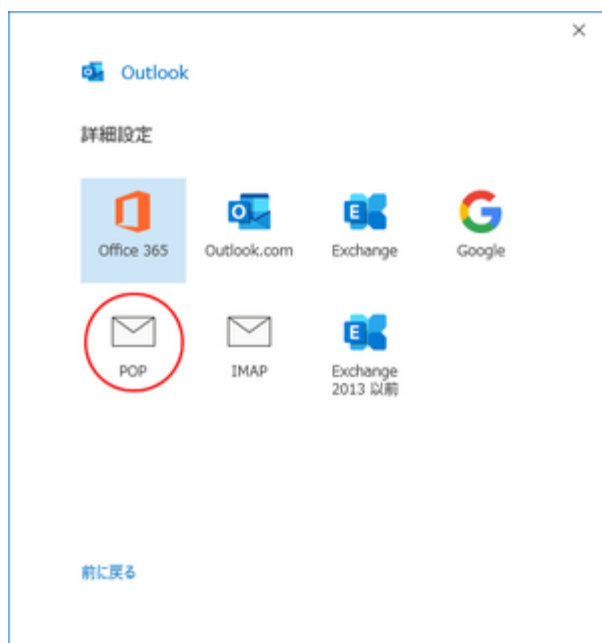 Outlook
詳細設定
Office 365
Outlook.com
Exchange
Google
POP
IMAP
Exchange
2013 以前
前に戻る